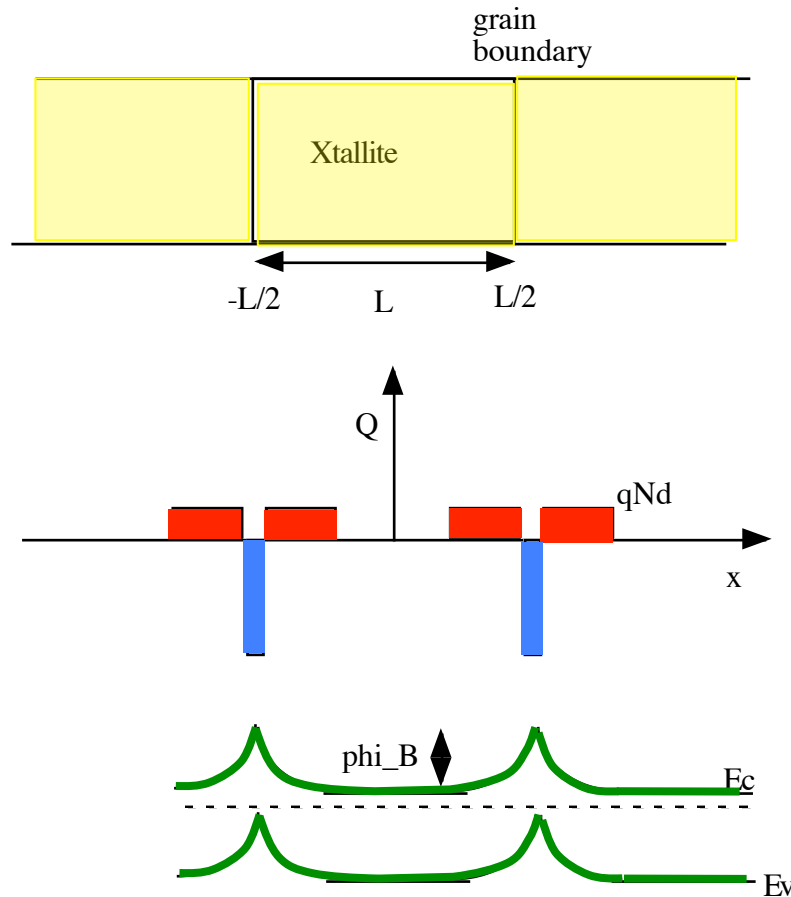 grain
boundary
Xtallite
-L/2
L
L/2
Q
qNd
x
phi_B
Ec
Ev